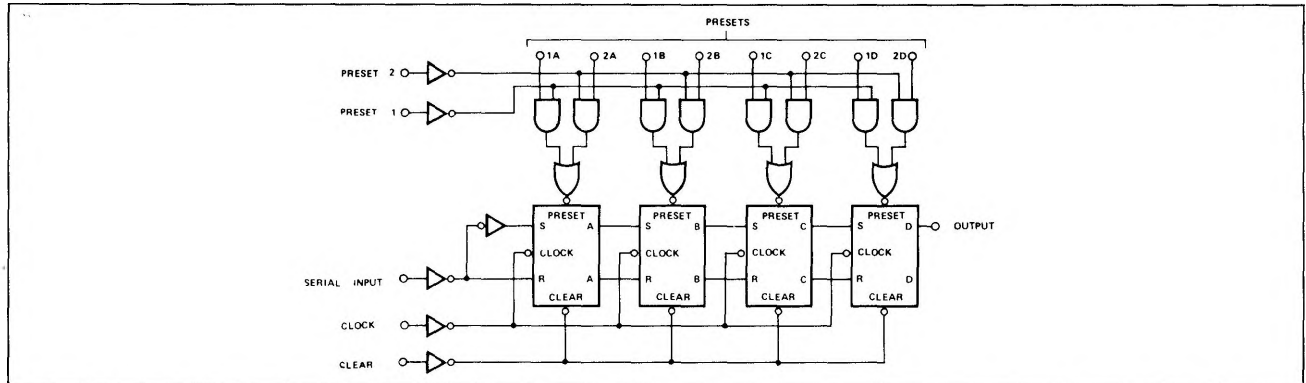 PRESETS
1A 2A 1B 2B 1C 2C 1D 2D
PRESET 2
PRESET 1
PRESET PRESET PRESET PRESET
S A S B S C S D OUTPUT
CLOCK CLOCK CLOCK CLOCK
SERIAL INPUT R A R B R C R D
CLEAR CLEAR CLEAR CLEAR
CLOCK
CLEAR